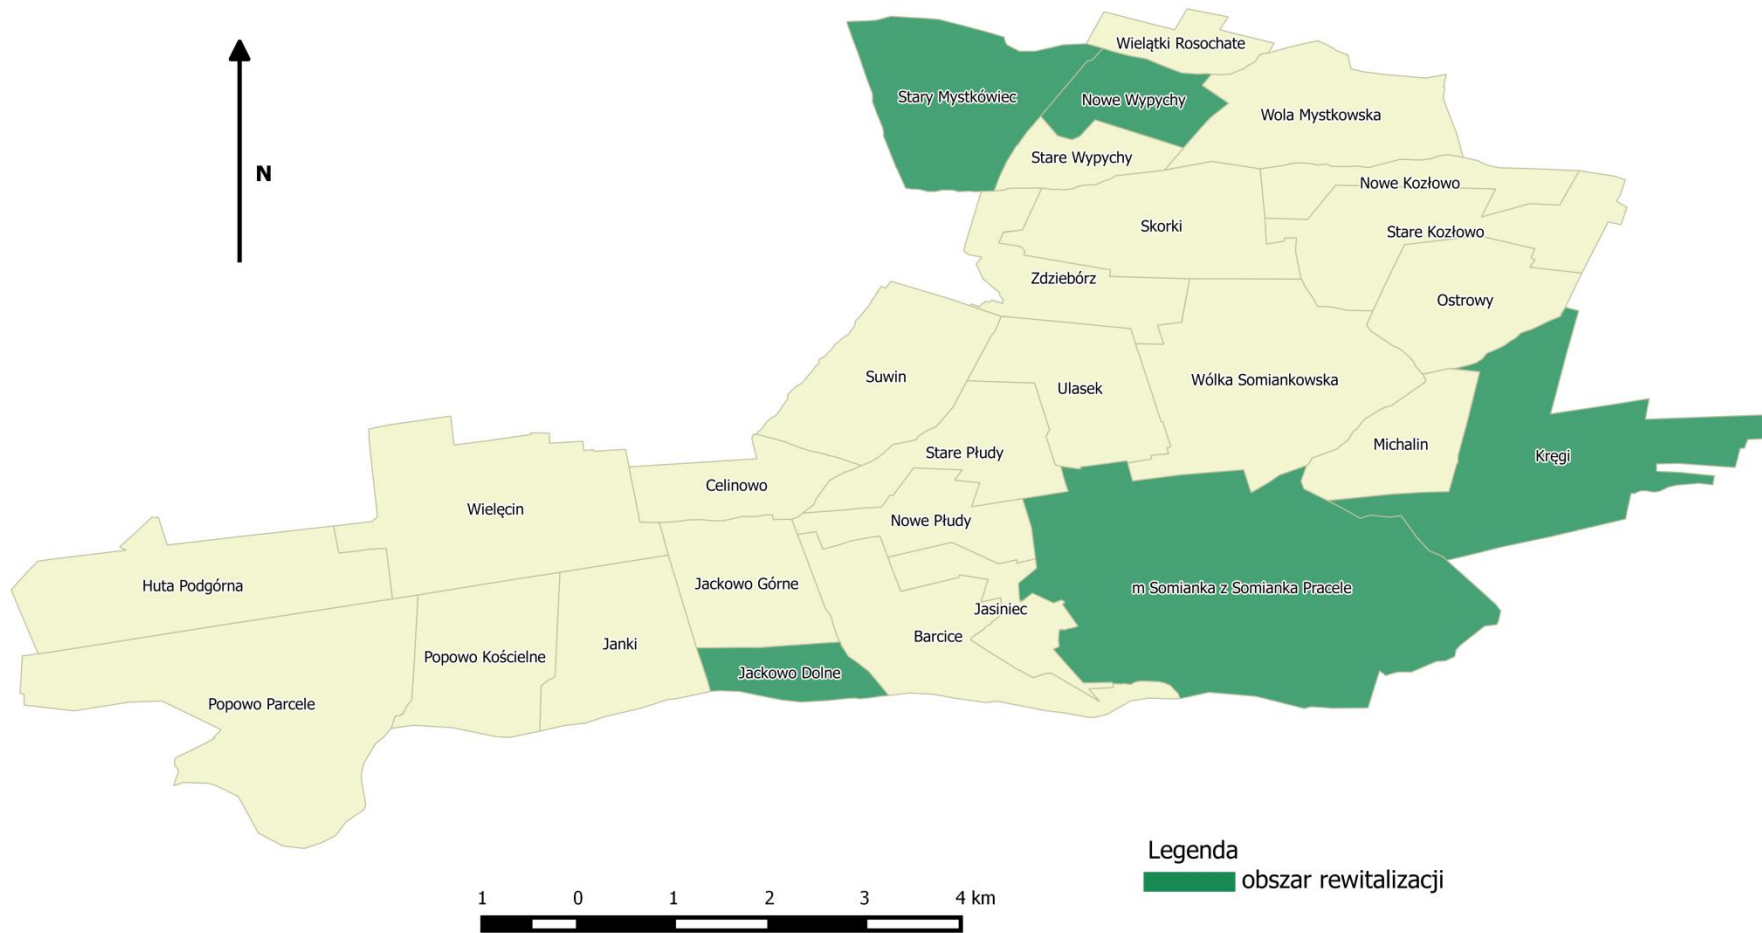 Wielątki Rosochate
Stary Mystkówiec
Nowe Wypychy
Wola Mystkowska
Stare Wypychy
N
Nowe Kozłowo
Skorki
Stare Kozłowo
Zdziebórz
Ostrowy
Suwin
Ulasek
Wólka Somiankowska
Michalin
Stare Płudy
Kręgi
Celinowo
Wielęcin
Nowe Płudy
Huta Podgórna
Jackowo Górne
m Somianka z Somianka Pracele
Jasiniec
Barcice
Janki
Popowo Kościelne
Jackowo Dolne
Popowo Parcele
Legenda
obszar rewitalizacji
1 0 1 2 3 4 km